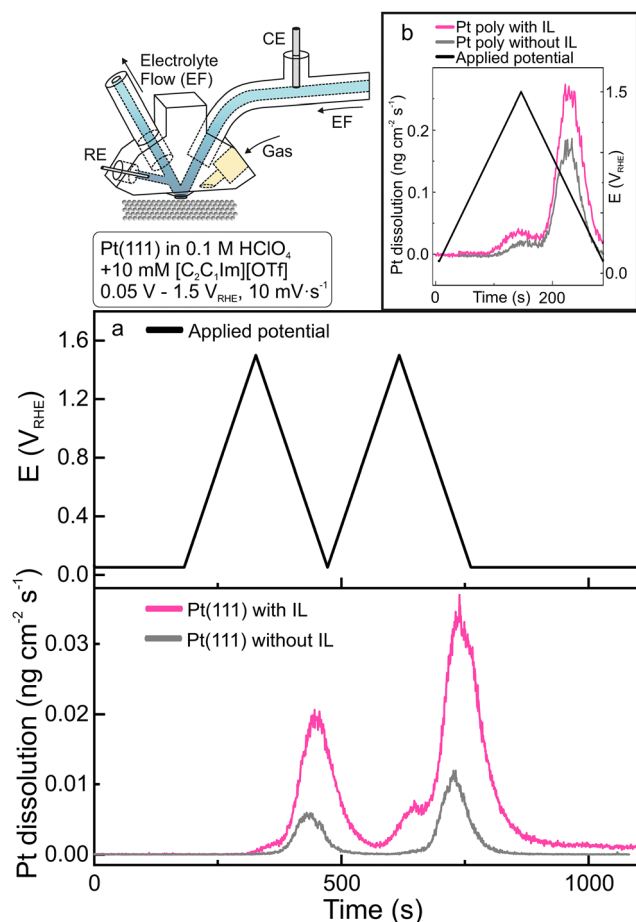 Electrolyte
Flow (EF)
CE
EF
RE
Gas
Pt(111) in 0.1 M HClO₄
+10 mM [C₂C₁Im][OTf]
0.05 V - 1.5 V_RHE, 10 mV·s⁻¹
b
Pt poly with IL
Pt poly without IL
Applied potential
Pt dissolution (ng cm⁻² s⁻¹)
0.2
0.1
0.0
1.5
0.0
E (V_RHE)
0
200
Time (s)
a
Applied potential
E (V_RHE)
1.6
1.2
0.8
0.4
0.0
Pt(111) with IL
Pt(111) without IL
Pt dissolution (ng cm⁻² s⁻¹)
0.03
0.02
0.01
0.00
0
500
1000
Time (s)